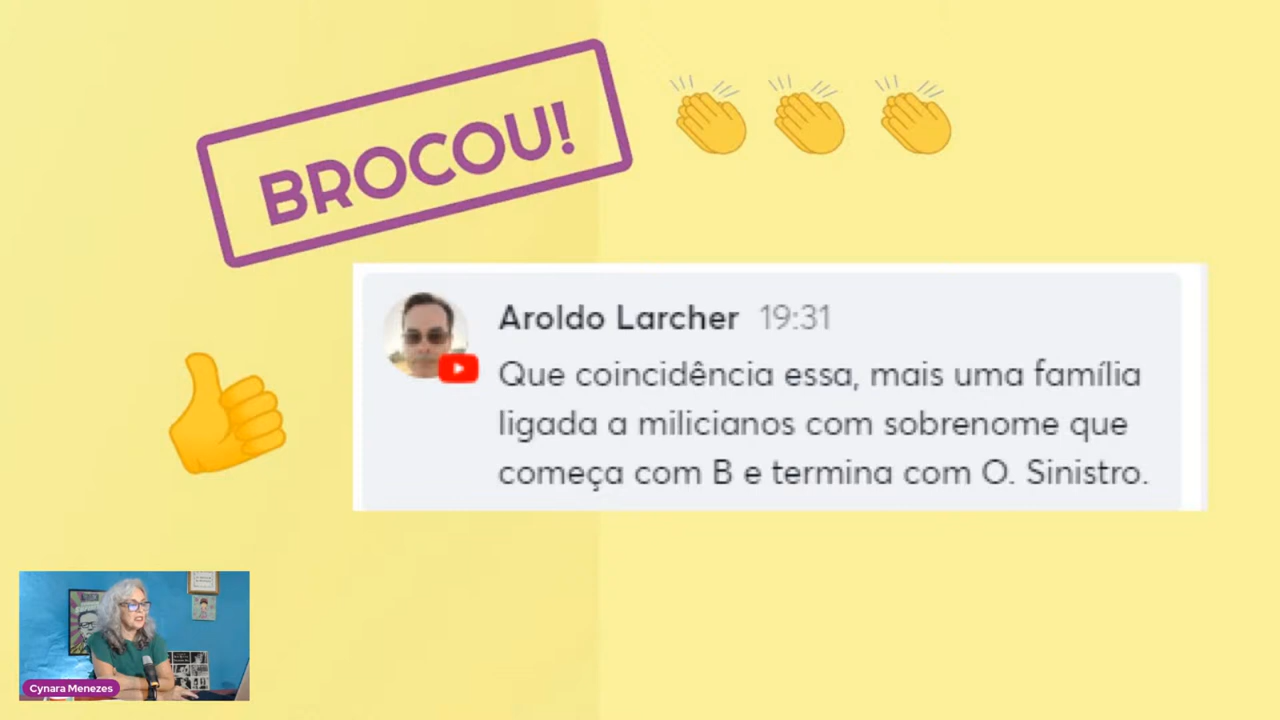 BROCOU!
Aroldo Larcher 19:31
Que coincidência essa, mais uma família
ligada a milicianos com sobrenome que
começa com B e termina com O. Sinistro.
Cynara Menezes